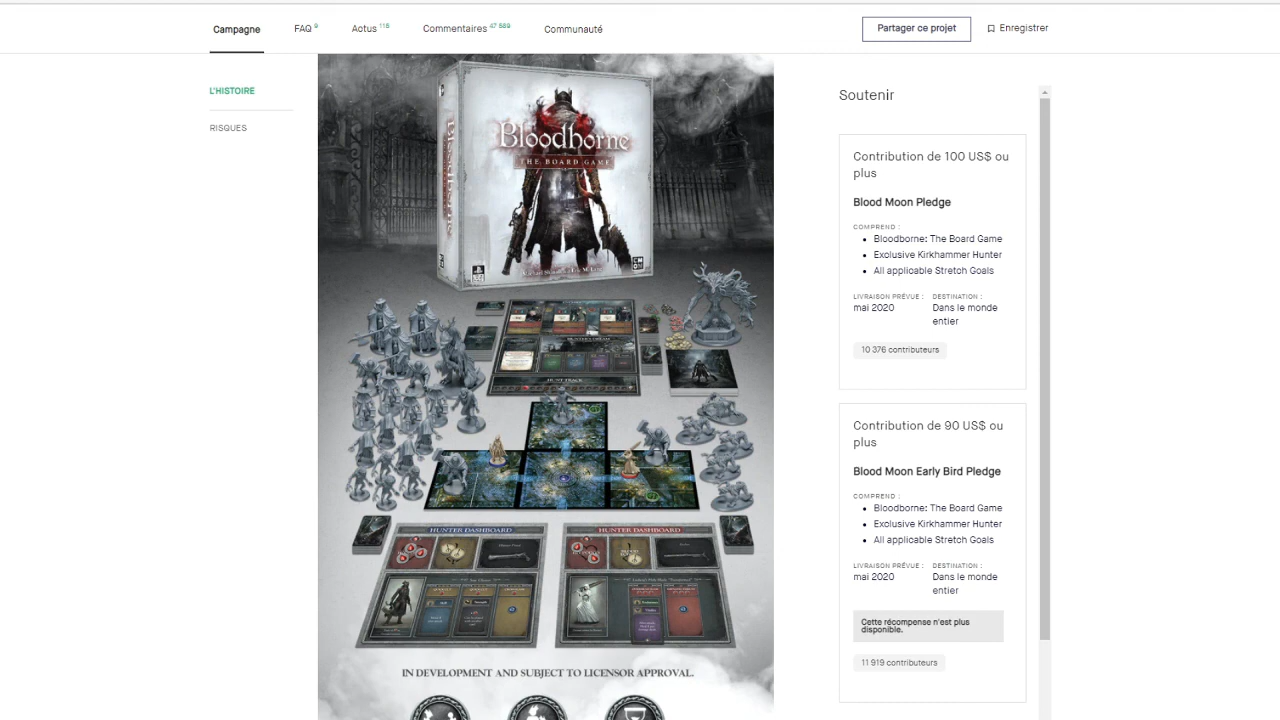 Campagne
FAQ 9
Actus 116
Commentaires 47 589
Communauté
Partager ce projet
Enregistrer
L'HISTOIRE
RISQUES
Bloodborne
THE BOARD GAME
Bloodborne
HUNTER DASHBOARD
HUNTER DASHBOARD
IN DEVELOPMENT AND SUBJECT TO LICENSOR APPROVAL.
Soutenir
Contribution de 100 US$ ou
plus
Blood Moon Pledge
COMPREND :
• Bloodborne: The Board Game
• Exclusive Kirkhammer Hunter
• All applicable Stretch Goals
LIVRAISON PRÉVUE : DESTINATION :
mai 2020 Dans le monde
entier
10 376 contributeurs
Contribution de 90 US$ ou
plus
Blood Moon Early Bird Pledge
COMPREND :
• Bloodborne: The Board Game
• Exclusive Kirkhammer Hunter
• All applicable Stretch Goals
LIVRAISON PRÉVUE : DESTINATION :
mai 2020 Dans le monde
entier
Cette récompense n'est plus
disponible.
11 919 contributeurs